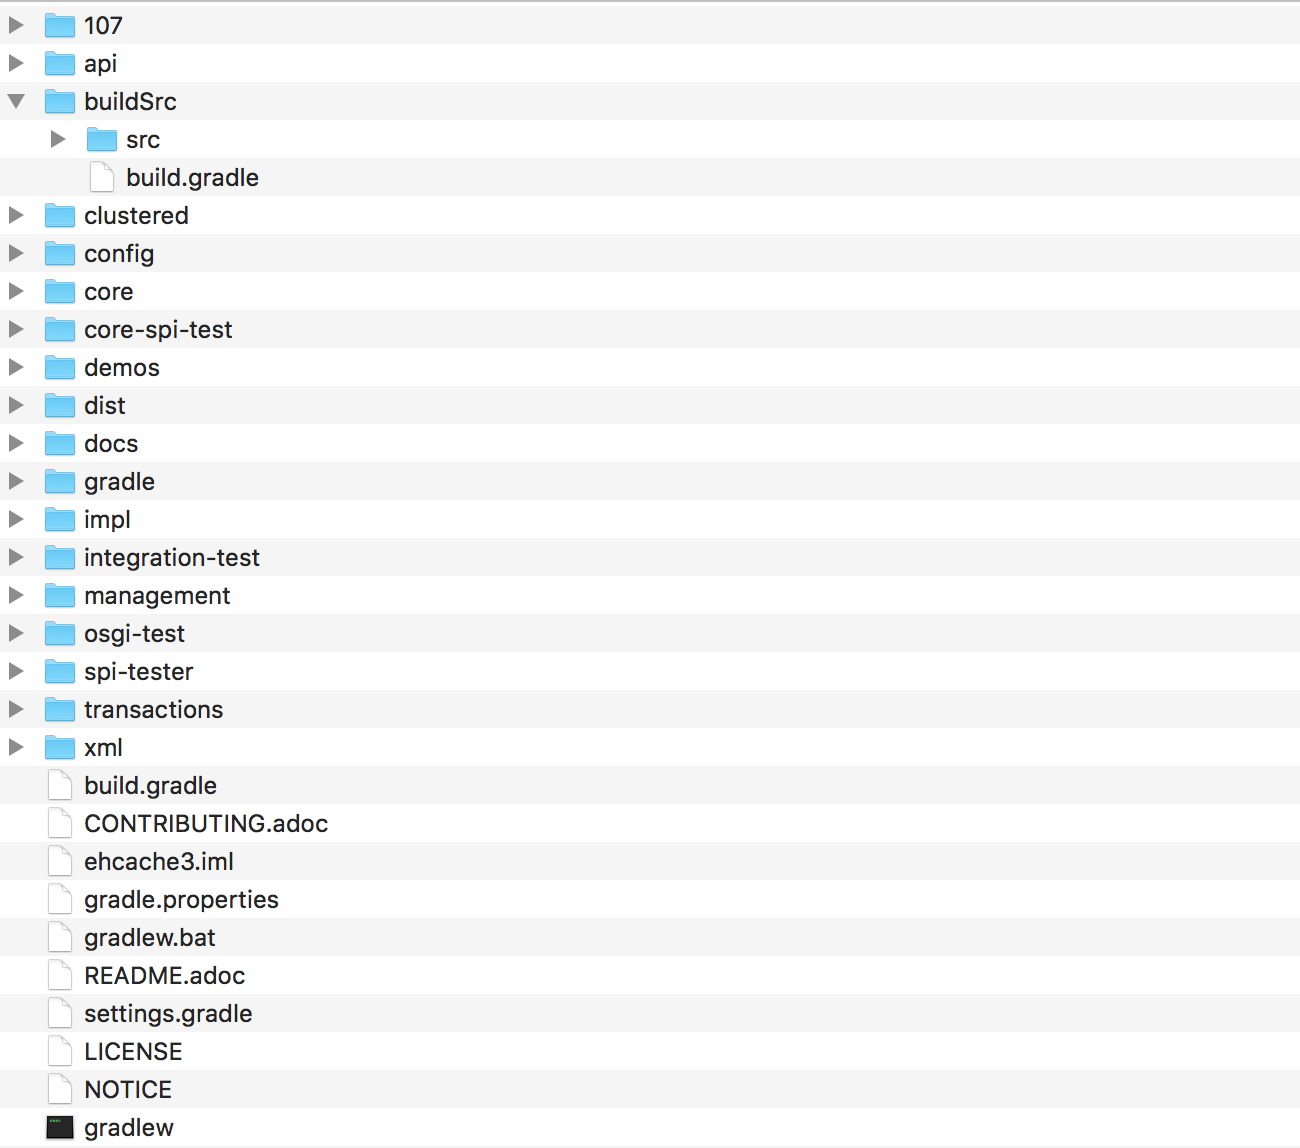 107
api
buildSrc
src
build.gradle
clustered
config
core
core-spi-test
demos
dist
docs
gradle
impl
integration-test
management
osgi-test
spi-tester
transactions
xml
build.gradle
CONTRIBUTING.adoc
ehcache3.iml
gradle.properties
gradlew.bat
README.adoc
settings.gradle
LICENSE
NOTICE
gradlew